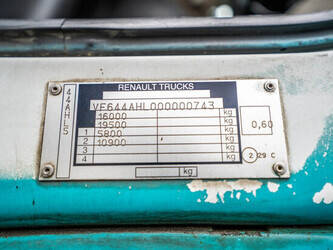 RENAULT TRUCKS
VF644AHL000000743
16000 kg
19500 kg
1 5800 kg
2 10900 kg
3 kg
4 kg
kg
44AHLS
0,60
2 29 C